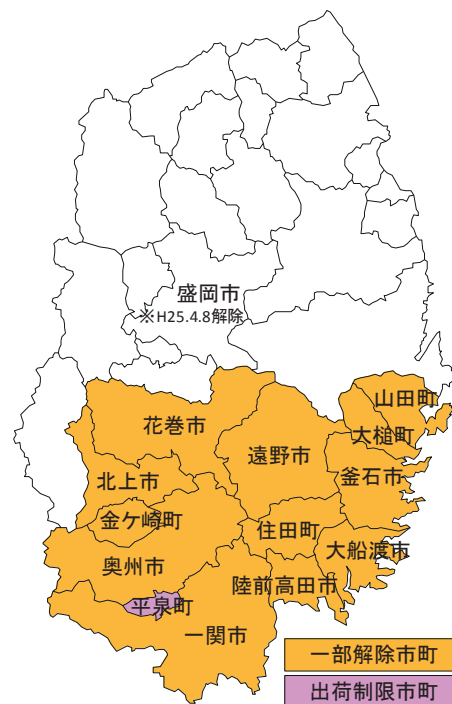 盛岡市
※H25.4.8解除
山田町
花巻市
大槌町
遠野市
釜石市
北上市
金ケ崎町
住田町
大船渡市
奥州市
陸前高田市
平泉町
一関市
一部解除市町
出荷制限市町